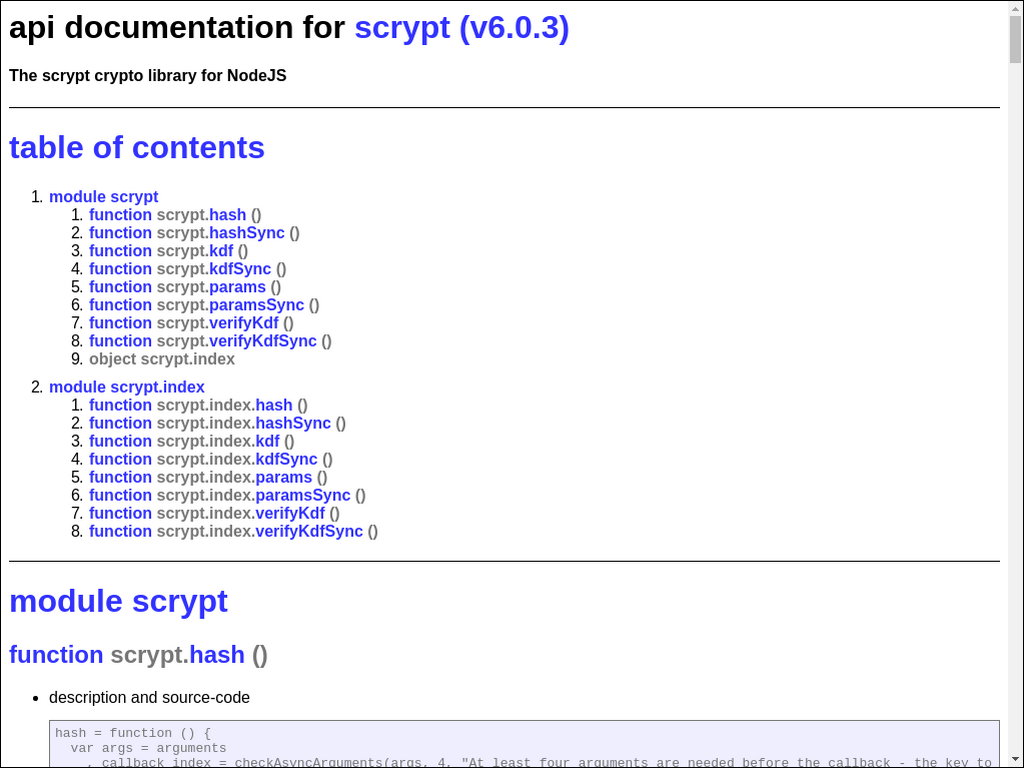 api documentation for scrypt (v6.0.3)
The scrypt crypto library for NodeJS
table of contents
1. module scrypt
1. function scrypt.hash ()
2. function scrypt.hashSync ()
3. function scrypt.kdf ()
4. function scrypt.kdfSync ()
5. function scrypt.params ()
6. function scrypt.paramsSync ()
7. function scrypt.verifyKdf ()
8. function scrypt.verifyKdfSync ()
9. object scrypt.index
2. module scrypt.index
1. function scrypt.index.hash ()
2. function scrypt.index.hashSync ()
3. function scrypt.index.kdf ()
4. function scrypt.index.kdfSync ()
5. function scrypt.index.params ()
6. function scrypt.index.paramsSync ()
7. function scrypt.index.verifyKdf ()
8. function scrypt.index.verifyKdfSync ()
module scrypt
function scrypt.hash ()
• description and source-code
hash = function () {
var args = arguments
, callback_index = checkAsyncArguments(args, 4, "At least four arguments are needed before the callback - the key to